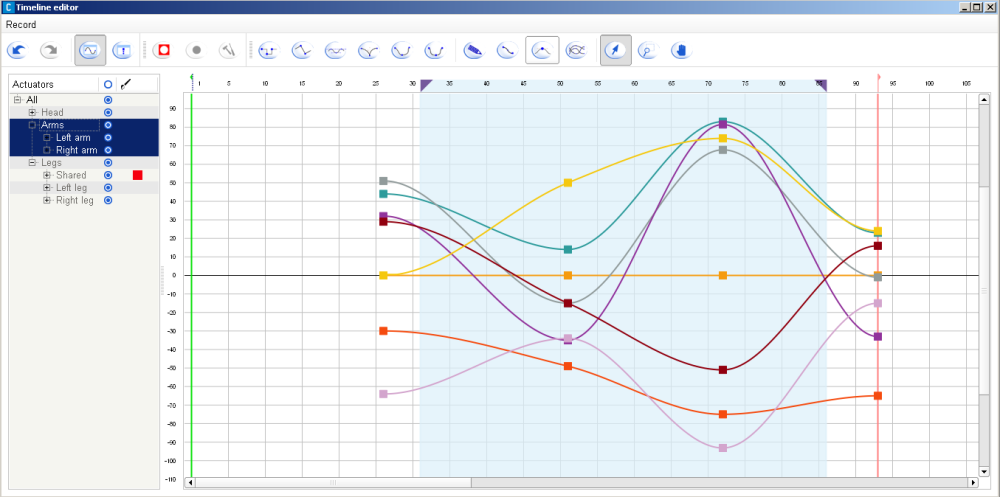 C Timeline editor
Record
Actuators
All
Head
Arms
Left arm
Right arm
Legs
Shared
Left leg
Right leg
1 5 10 15 20 25 30 35 40 45 50 55 60 65 70 75 80 85 90 95 100 105
90
80
70
60
50
40
30
20
10
0
-10
-20
-30
-40
-50
-60
-70
-80
-90
-100
-110